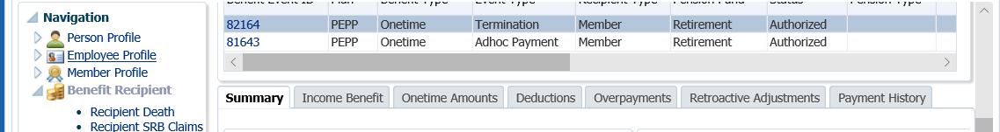 Navigation
Person Profile
Employee Profile
Member Profile
Benefit Recipient
Recipient Death
Recipient SRB Claims
Benefit Event ID Plan Benefit Type Event Type Recipient Type Pension Fund Status Pension Type
82164 PEPP Onetime Termination Member Retirement Authorized
81643 PEPP Onetime Adhoc Payment Member Retirement Authorized
Summary Income Benefit Onetime Amounts Deductions Overpayments Retroactive Adjustments Payment History